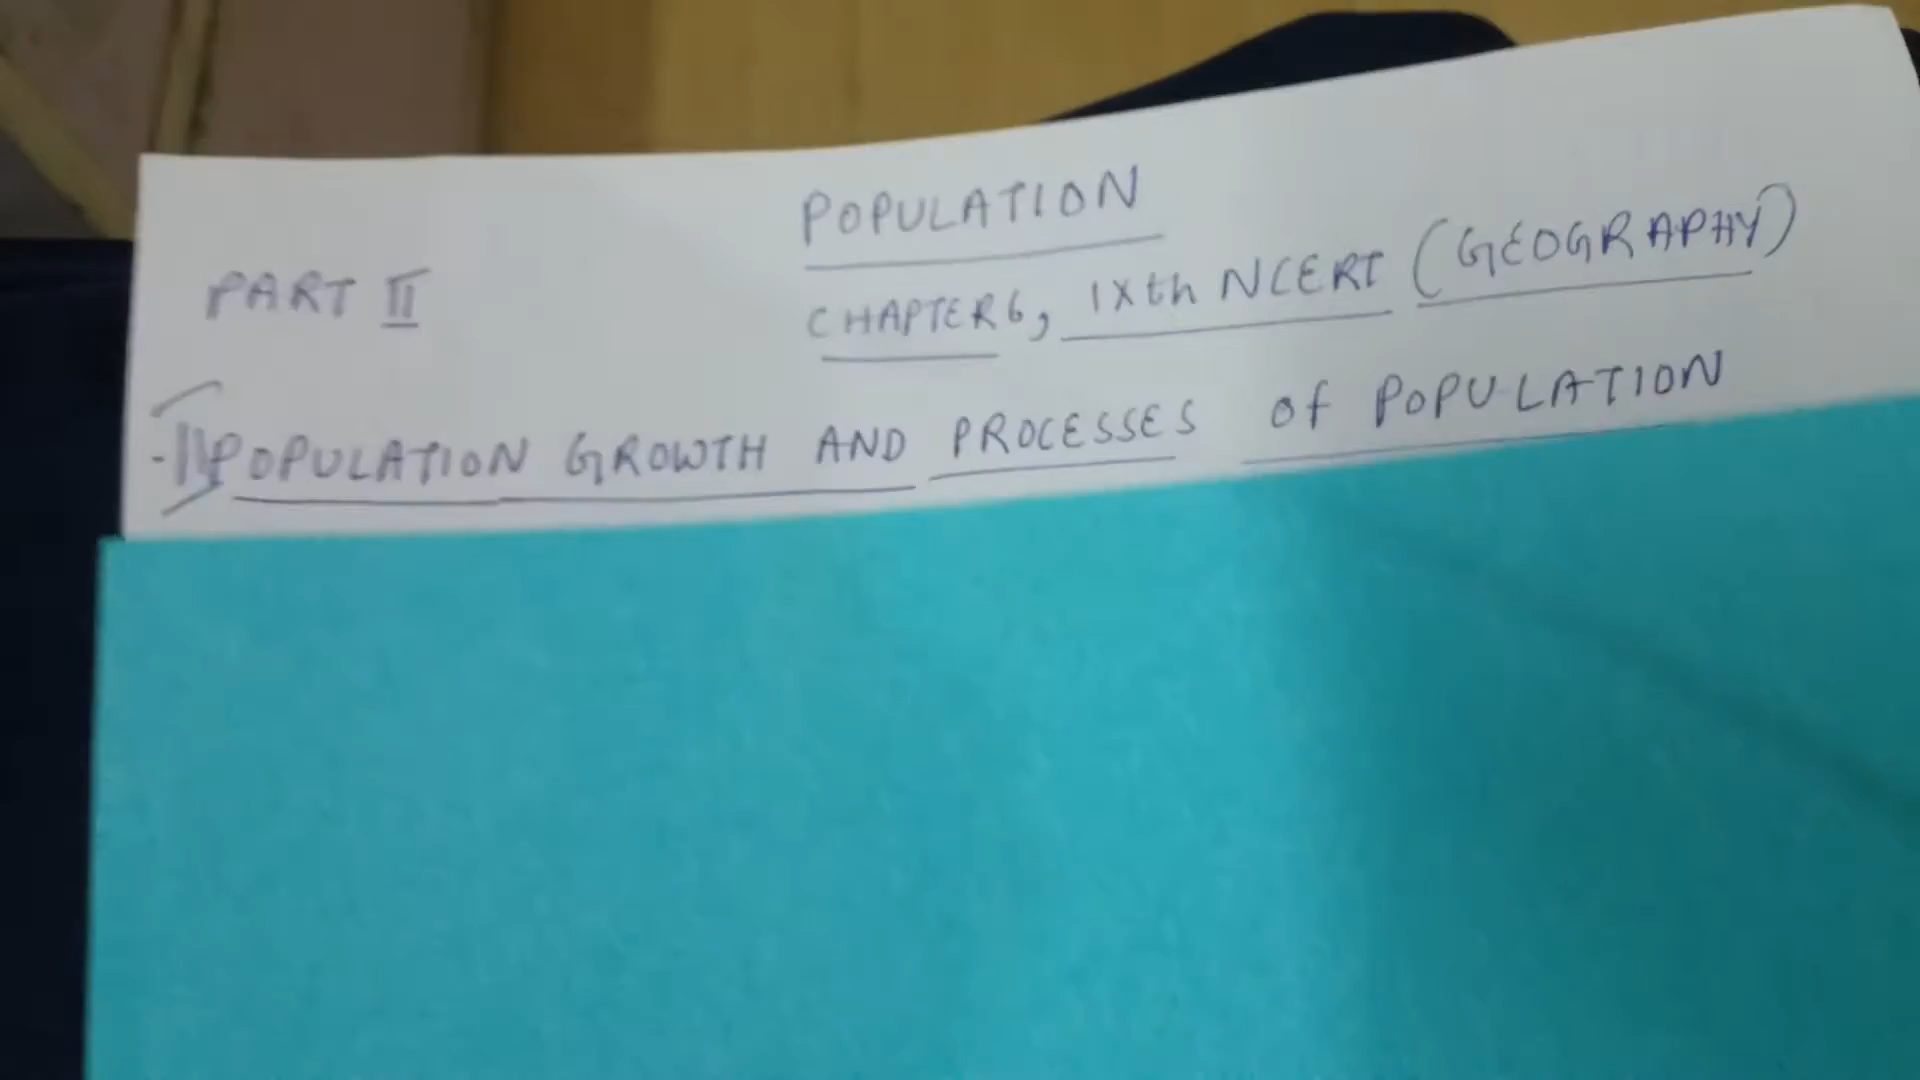 POPULATION
PART II
CHAPTER 6, IXth NCERT (GEOGRAPHY)
POPULATION GROWTH AND PROCESSES Of POPULATION